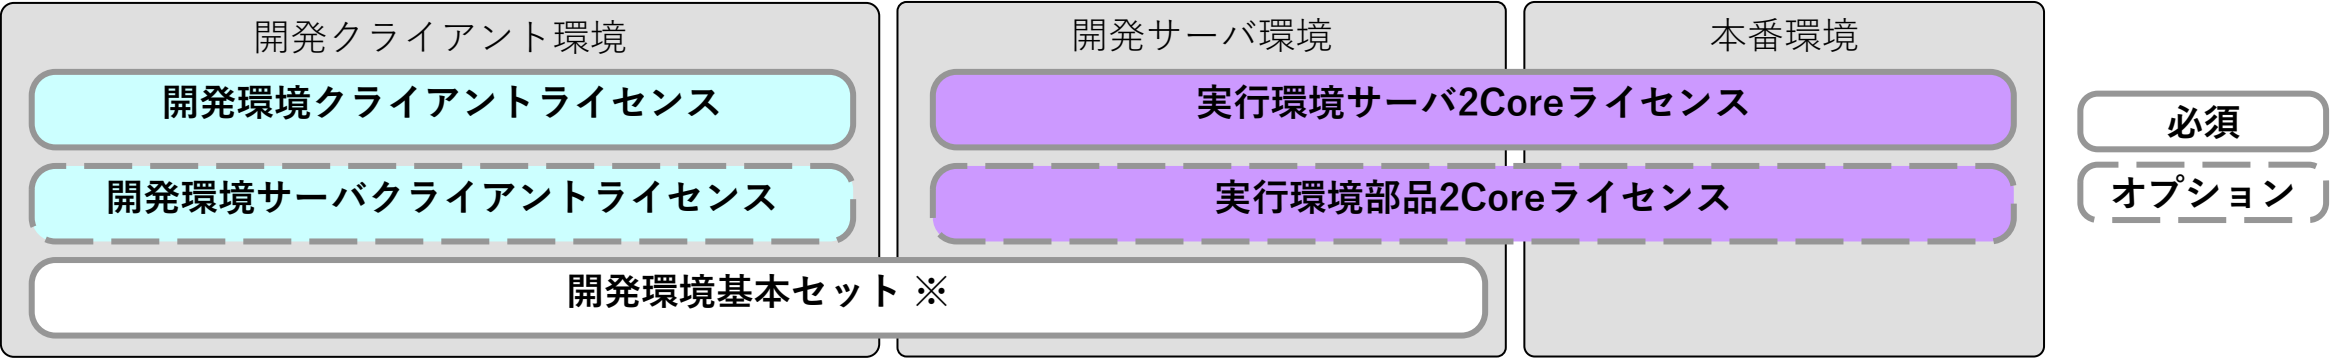 開発クライアント環境
開発サーバ環境
本番環境
開発環境クライアントライセンス
実行環境サーバ2Coreライセンス
必須
開発環境サーバクライアントライセンス
実行環境部品2Coreライセンス
オプション
開発環境基本セット ※